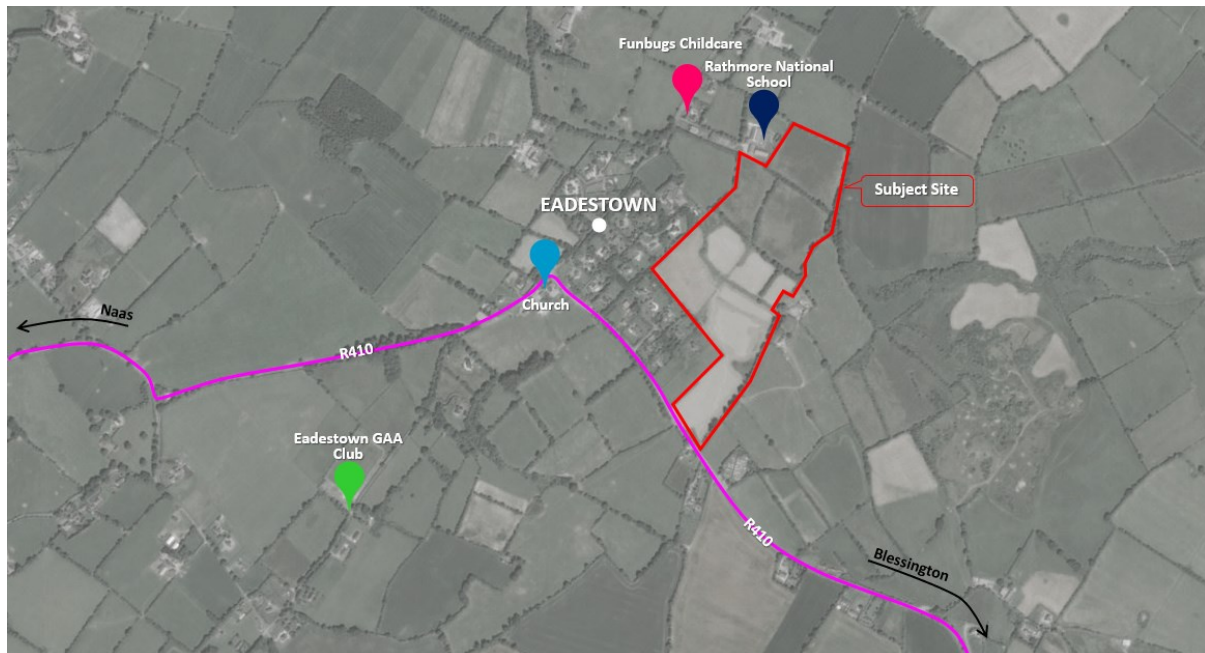 Funbugs Childcare
Rathmore National
School
Subject Site
EADESTOWN
Church
Naas
R410
Eadestown GAA
Club
R410
Blessington